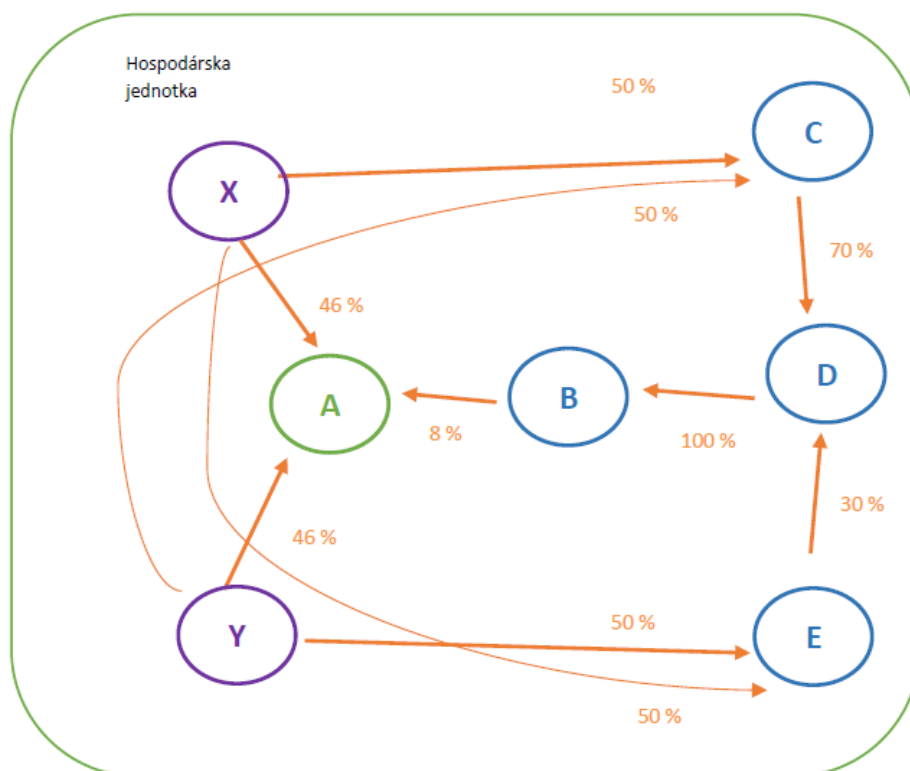 Hospodárska
jednotka
50 %
C
X
50 %
70 %
46 %
D
B
A
8 %
100 %
30 %
46 %
50 %
Y
E
50 %